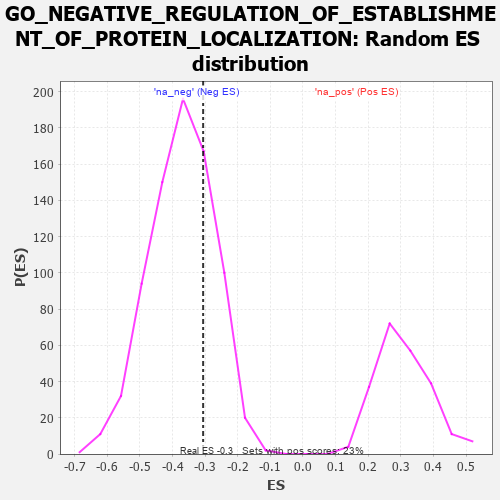 GO_NEGATIVE_REGULATION_OF_ESTABLISHME
NT_OF_PROTEIN_LOCALIZATION: Random ES
distribution
'na_neg' (Neg ES)
'na_pos' (Pos ES)
200
180
160
140
120
100
80
60
40
20
0
P(ES)
Real ES -0.3
Sets with pos scores: 23%
-0.7
-0.6
-0.5
-0.4
-0.3
-0.2
-0.1
0.0
0.1
0.2
0.3
0.4
0.5
ES